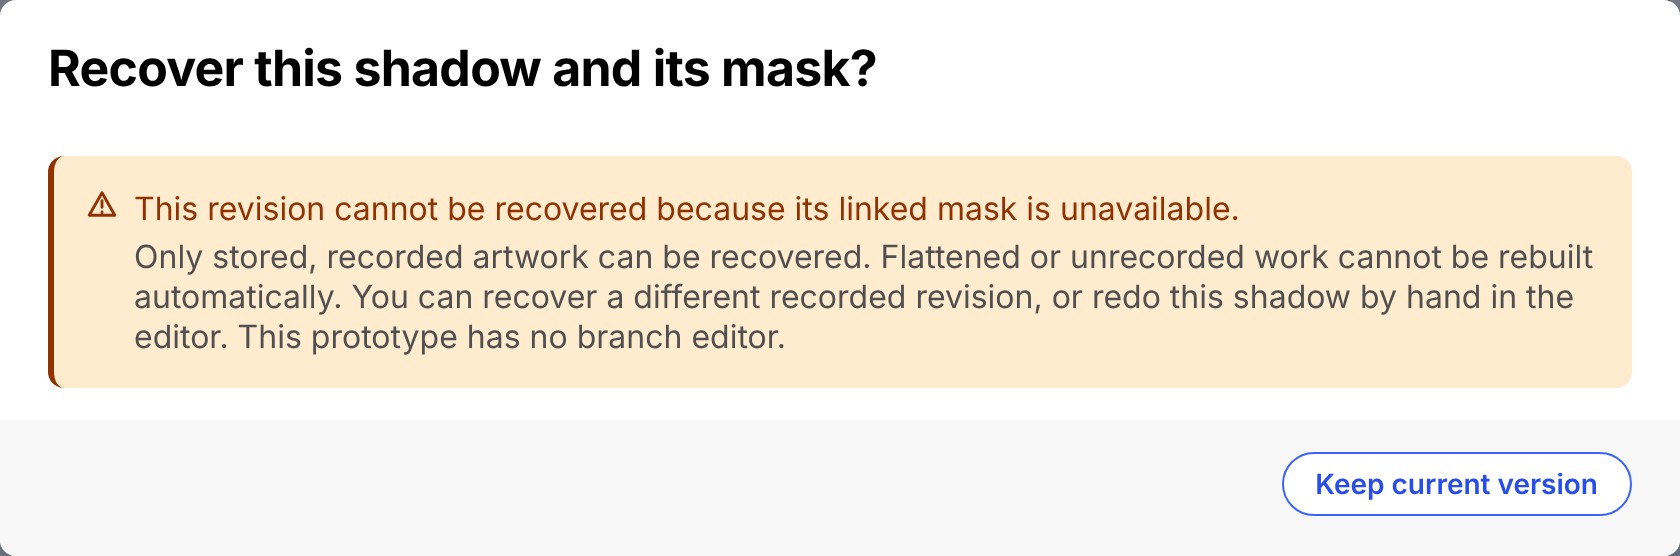 Recover this shadow and its mask?
This revision cannot be recovered because its linked mask is unavailable.
Only stored, recorded artwork can be recovered. Flattened or unrecorded work cannot be rebuilt
automatically. You can recover a different recorded revision, or redo this shadow by hand in the
editor. This prototype has no branch editor.
Keep current version